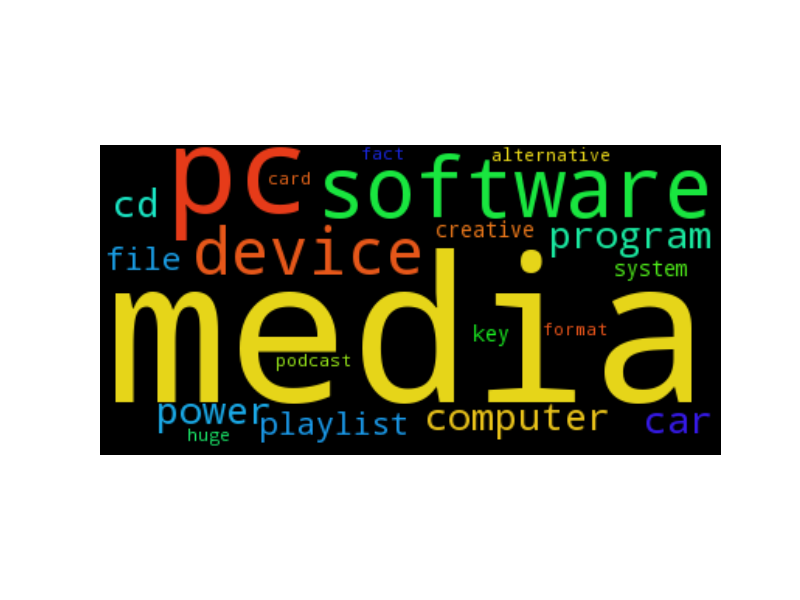 fact alternative
pc card software
cd
creative program
file device system
media
key format
podcast
power playlist computer car
huge